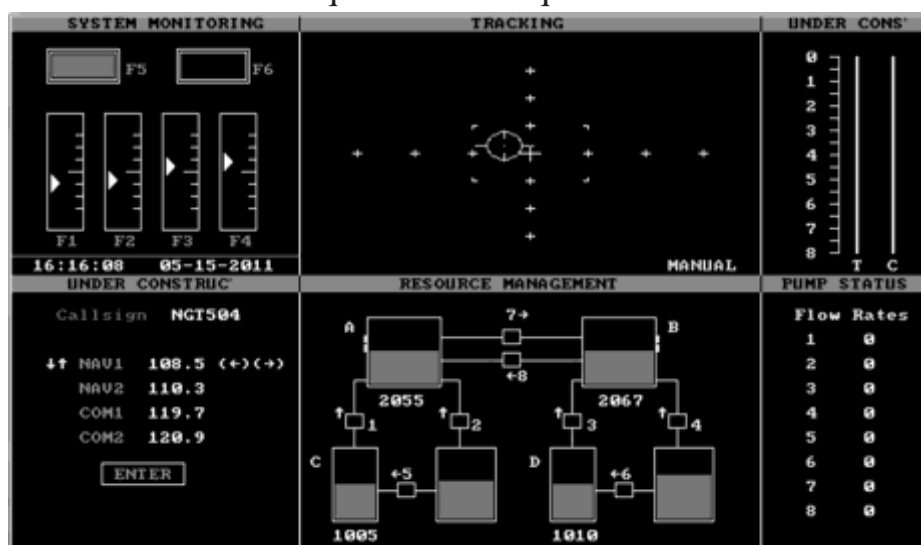 SYSTEM MONITORING
F5
F6
F1 F2 F3 F4
16:16:08 05-15-2011
TRACKING
MANUAL
UNDER CONS'
0
1
2
3
4
5
6
7
8
T C
UNDER CONSTRUC'
Callsign NGT504
↓↑ NAV1 108.5 (←)(→)
NAV2 110.3
COM1 119.7
COM2 120.9
ENTER
RESOURCE MANAGEMENT
7→
A B
←8
2055 2067
↑ 1 ↑ 2 ↑ 3 ↑ 4
C ←5 D ←6
1005 1010
PUMP STATUS
Flow Rates
1 0
2 0
3 0
4 0
5 0
6 0
7 0
8 0